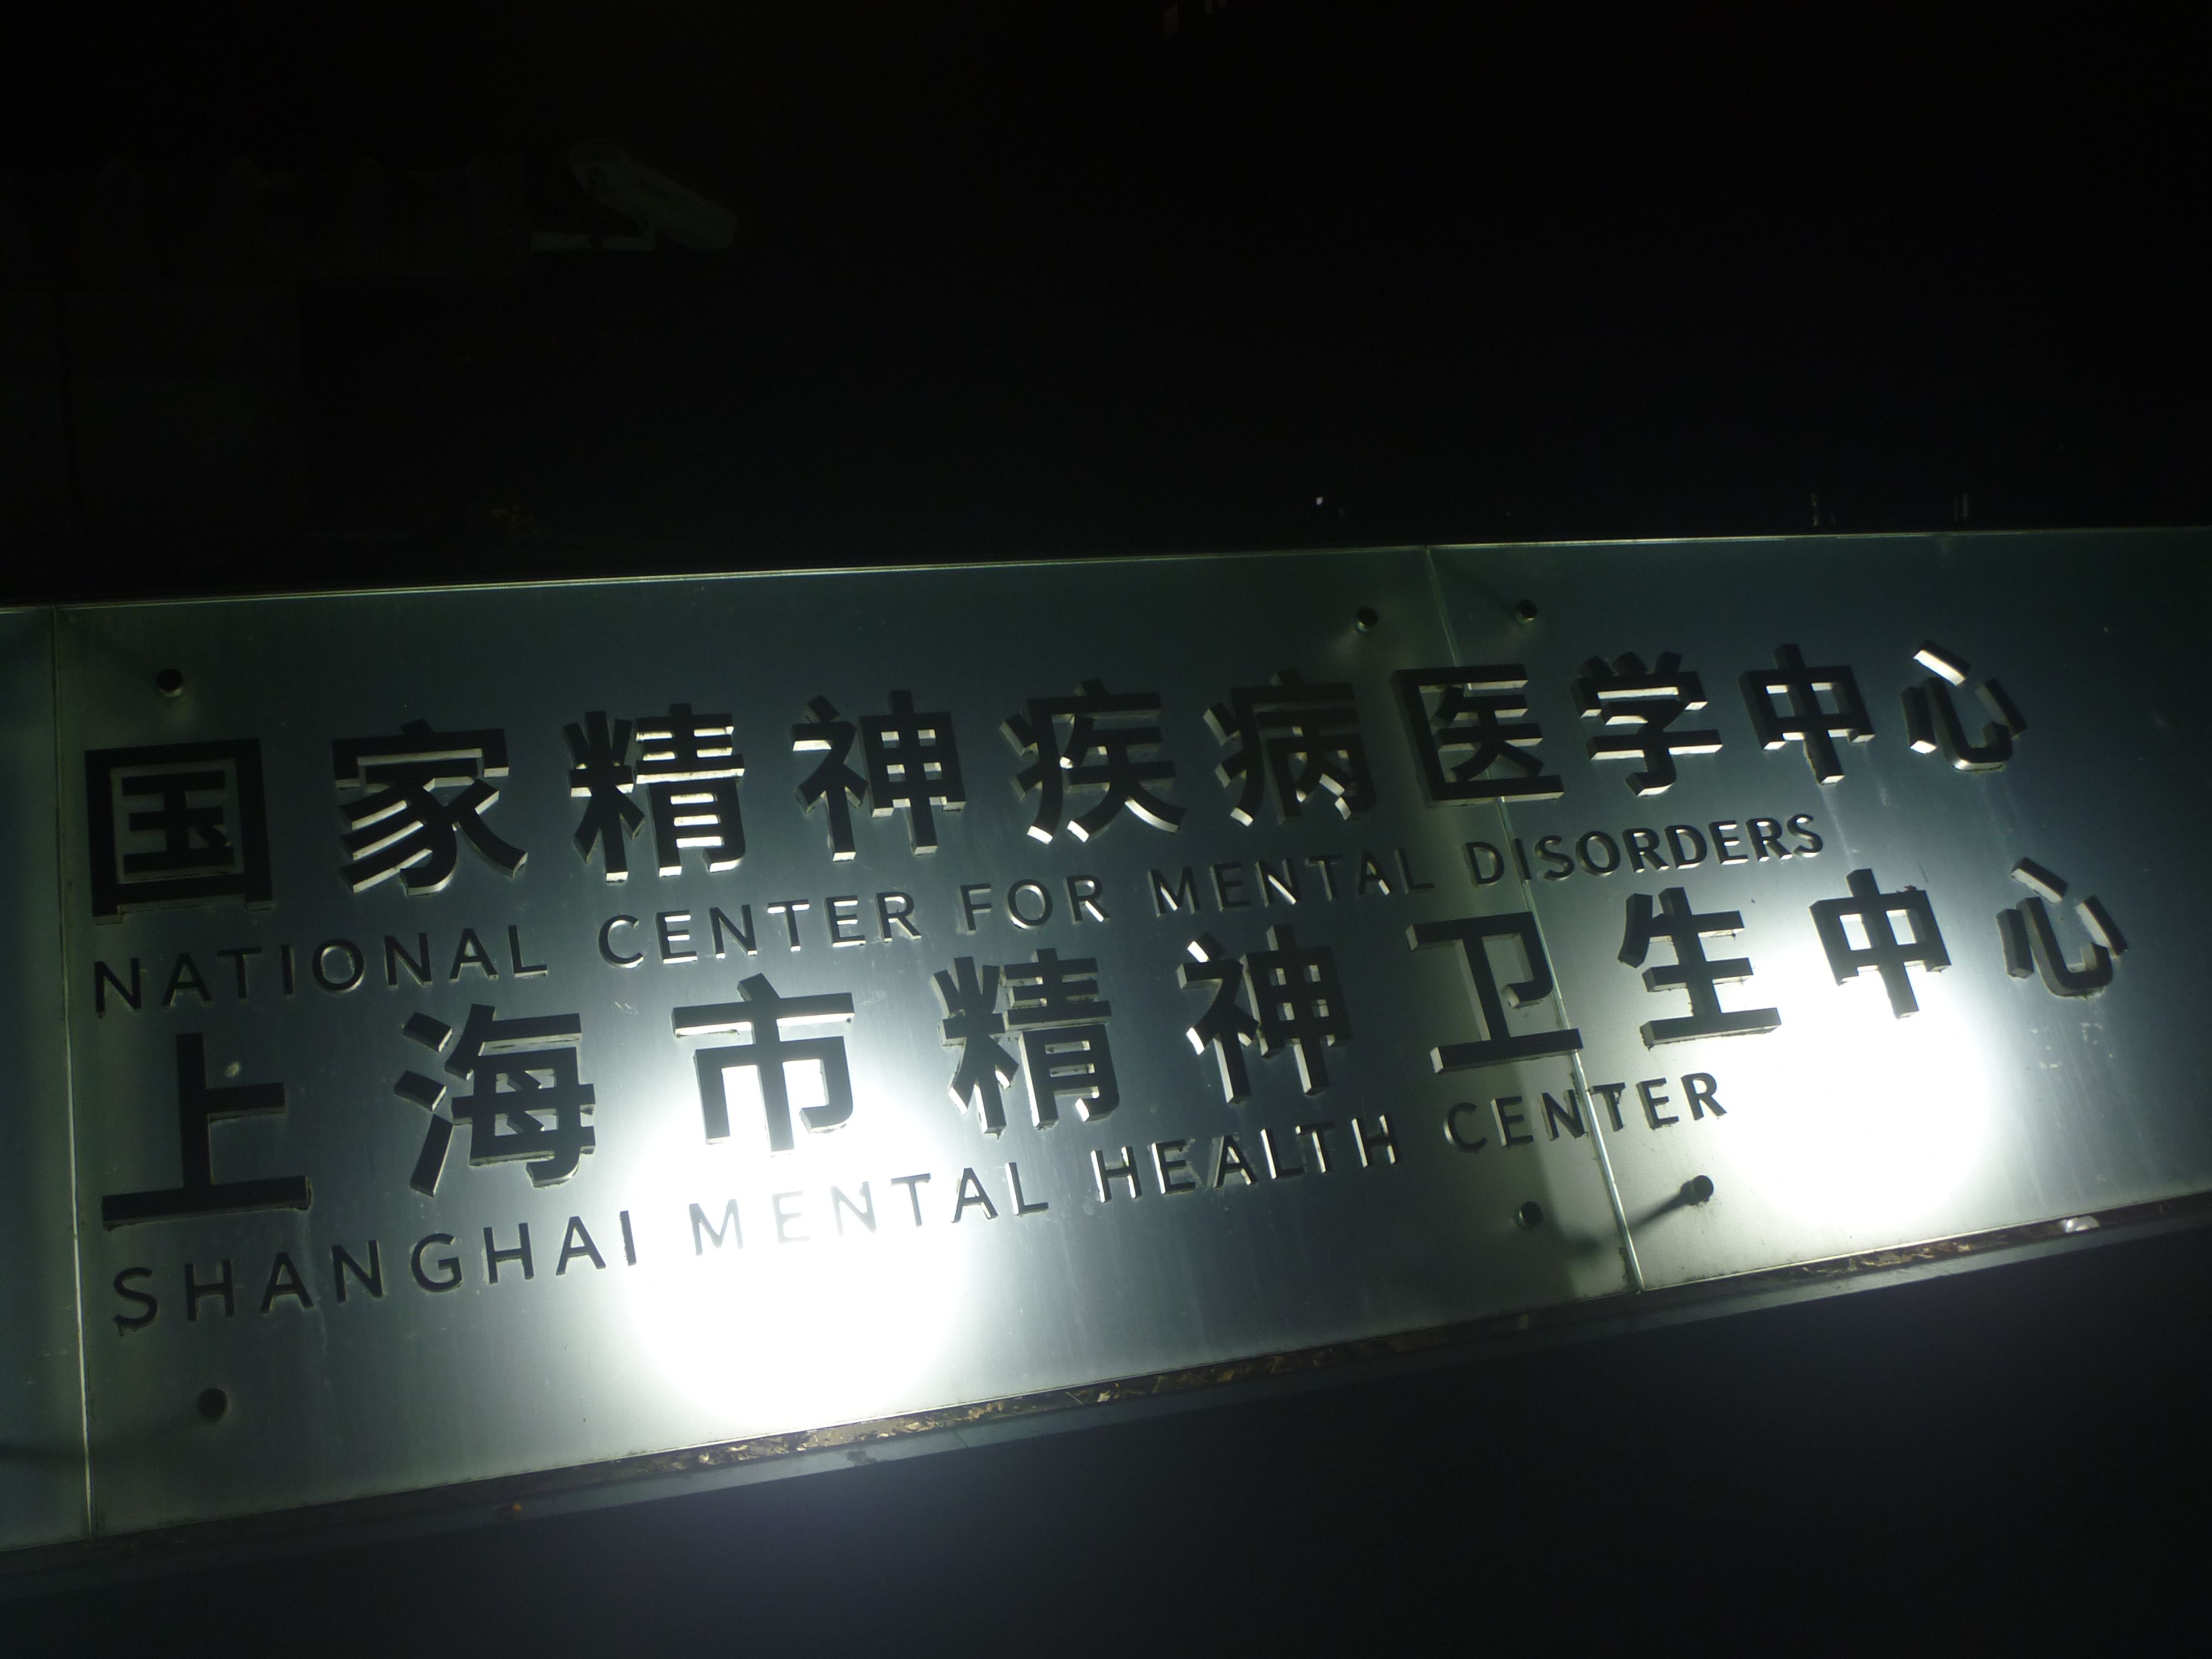 国家精神疾病医学中心
NATIONAL CENTER FOR MENTAL DISORDERS
上海市精神卫生中心
SHANGHAI MENTAL HEALTH CENTER